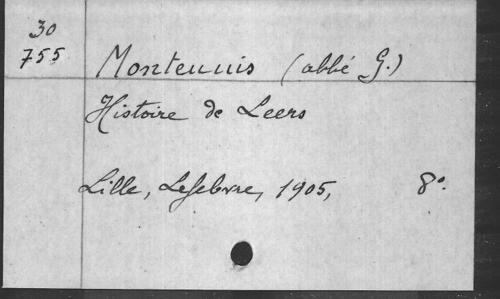 30
755
Monteuuis (abbé G.)
Histoire de Leers
Lille, Lefebvre, 1905, 8°.